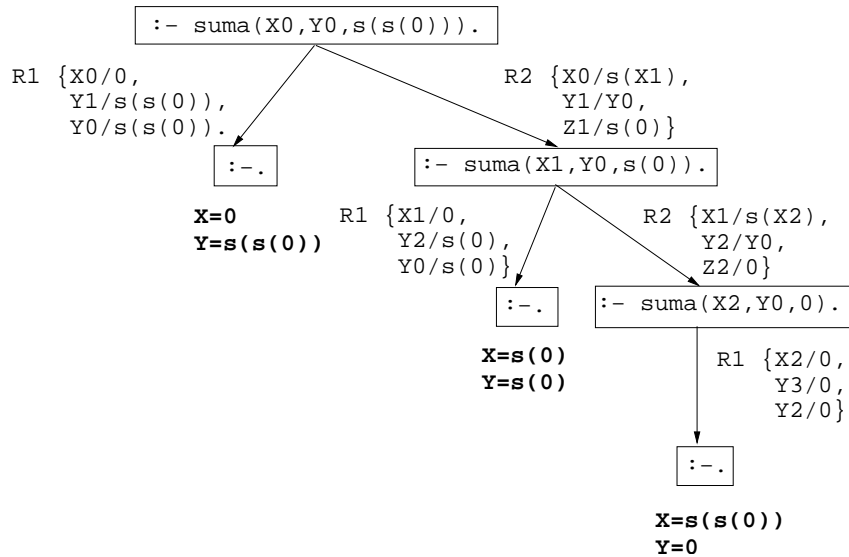 :- suma(X0,Y0,s(s(0))).
R1 {X0/0,
Y1/s(s(0)),
Y0/s(s(0)).
R2 {X0/s(X1),
Y1/Y0,
Z1/s(0)}
:-.
:- suma(X1,Y0,s(0)).
X=0
Y=s(s(0))
R1 {X1/0,
Y2/s(0),
Y0/s(0)}
R2 {X1/s(X2),
Y2/Y0,
Z2/0}
:-.
:- suma(X2,Y0,0).
X=s(0)
Y=s(0)
R1 {X2/0,
Y3/0,
Y2/0}
:-.
X=s(s(0))
Y=0